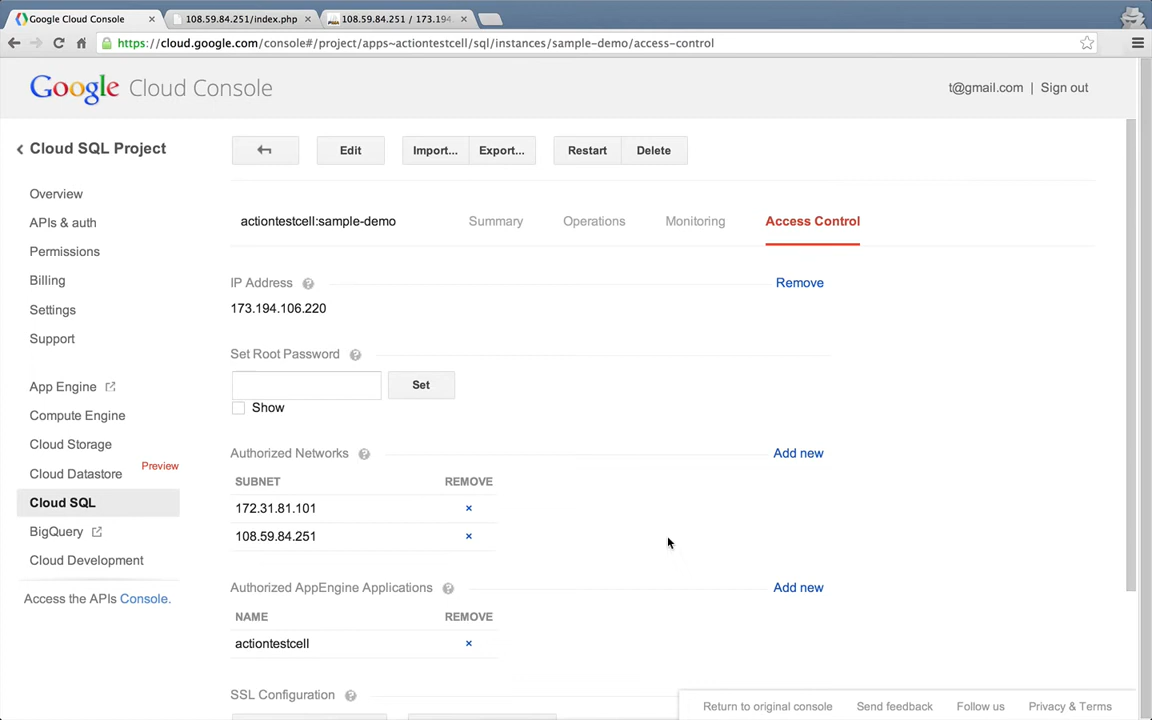 Google Cloud Console
108.59.84.251/index.php
108.59.84.251 / 173.194.
https://cloud.google.com/console#/project/apps~actiontestcell/sql/instances/sample-demo/access-control
Google Cloud Console
t@gmail.com | Sign out
Cloud SQL Project
Edit
Import...
Export...
Restart
Delete
Overview
APIs & auth
Permissions
Billing
Settings
Support
App Engine
Compute Engine
Cloud Storage
Preview
Cloud Datastore
Cloud SQL
BigQuery
Cloud Development
Access the APIs Console.
actiontestcell:sample-demo
Summary
Operations
Monitoring
Access Control
IP Address ?
Remove
173.194.106.220
Set Root Password ?
Set
Show
Authorized Networks ?
Add new
SUBNET REMOVE
172.31.81.101 ×
108.59.84.251 ×
Authorized AppEngine Applications ?
Add new
NAME REMOVE
actiontestcell ×
SSL Configuration ?
Return to original console
Send feedback
Follow us
Privacy & Terms